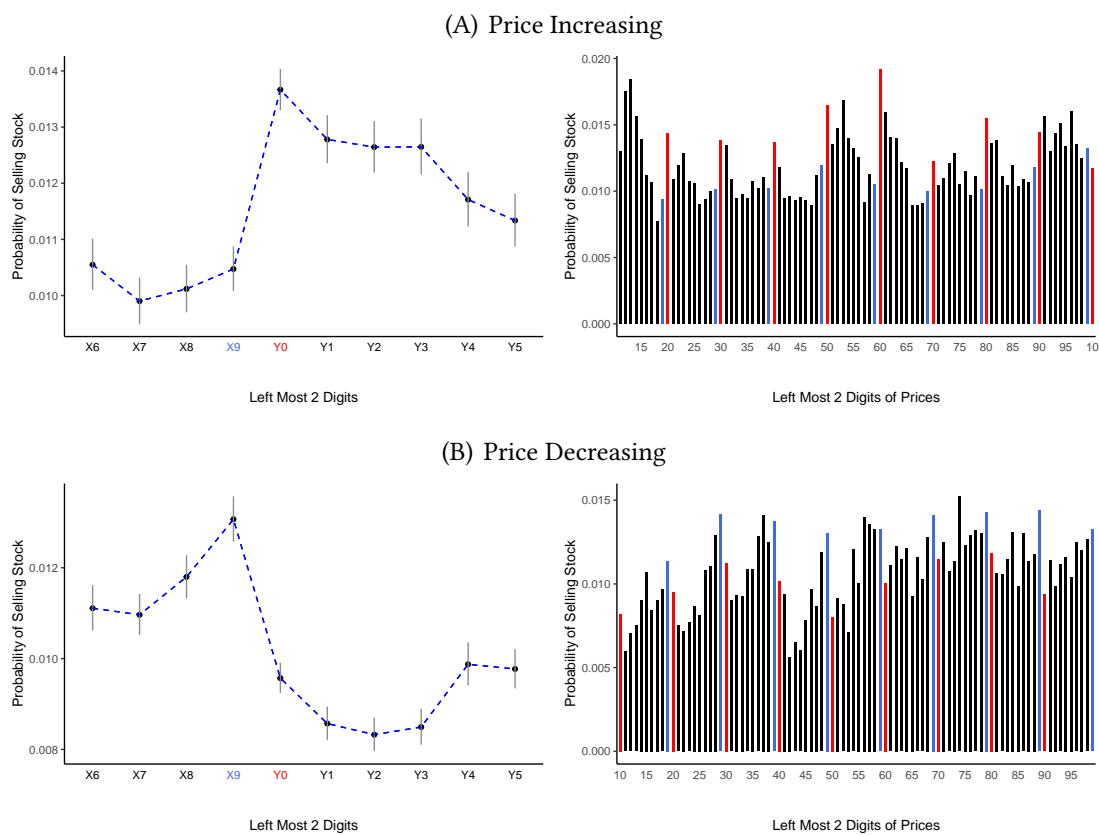 (A) Price Increasing
Probability of Selling Stock
0.014
0.013
0.012
0.011
0.010
X6 X7 X8 X9 Y0 Y1 Y2 Y3 Y4 Y5
Left Most 2 Digits
Probability of Selling Stock
0.020
0.015
0.010
0.005
0.000
15 20 25 30 35 40 45 50 55 60 65 70 75 80 85 90 95 10
Left Most 2 Digits of Prices
(B) Price Decreasing
Probability of Selling Stock
0.012
0.010
0.008
X6 X7 X8 X9 Y0 Y1 Y2 Y3 Y4 Y5
Left Most 2 Digits
Probability of Selling Stock
0.015
0.010
0.005
0.000
10 15 20 25 30 35 40 45 50 55 60 65 70 75 80 85 90 95
Left Most 2 Digits of Prices